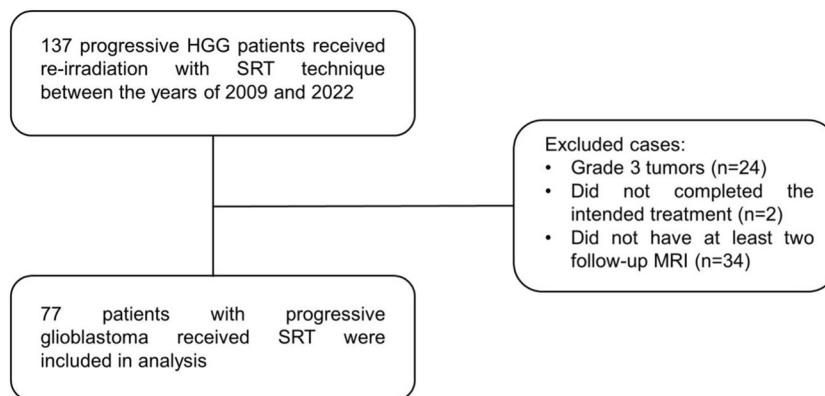 137 progressive HGG patients received
re-irradiation with SRT technique
between the years of 2009 and 2022
Excluded cases:
• Grade 3 tumors (n=24)
• Did not completed the
intended treatment (n=2)
• Did not have at least two
follow-up MRI (n=34)
77 patients with progressive
glioblastoma received SRT were
included in analysis